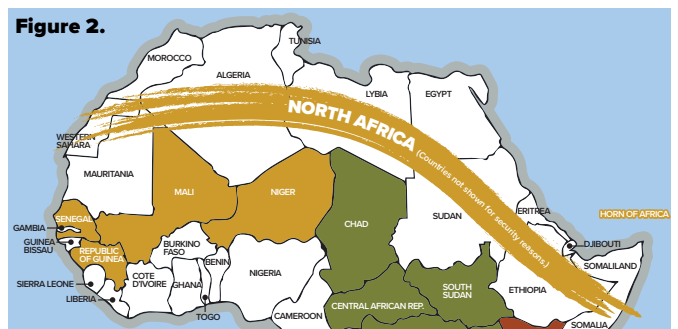 Figure 2.
TUNISIA
MOROCCO
ALGERIA
LYBIA
EGYPT
NORTH AFRICA (Countries not shown for security reasons.)
WESTERN
SAHARA
MAURITANIA
MALI
NIGER
CHAD
SUDAN
ERITREA
HORN OF AFRICA
SENEGAL
GAMBIA
GUINEA
BISSAU
REPUBLIC
OF GUINEA
BURKINO
FASO
BENIN
DJIBOUTI
SOMALILAND
SIERRA LEONE
LIBERIA
COTE
D'IVOIRE
GHANA
NIGERIA
TOGO
CAMEROON
CENTRAL AFRICAN REP.
SOUTH
SUDAN
ETHIOPIA
SOMALIA